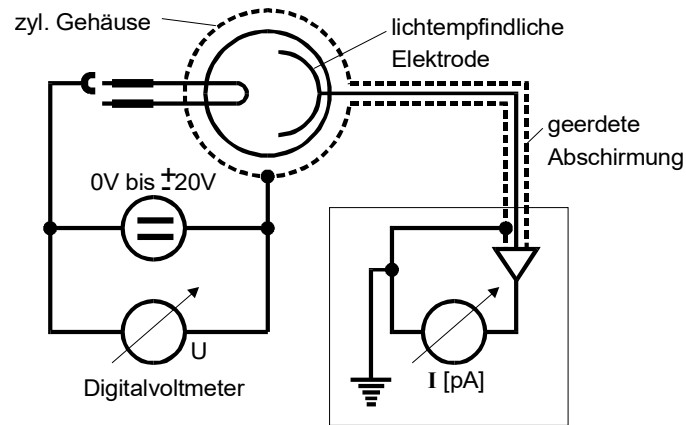 zyl. Gehäuse
lichtempfindliche
Elektrode
geerdete
Abschirmung
0V bis ±20V
U
Digitalvoltmeter
I [pA]